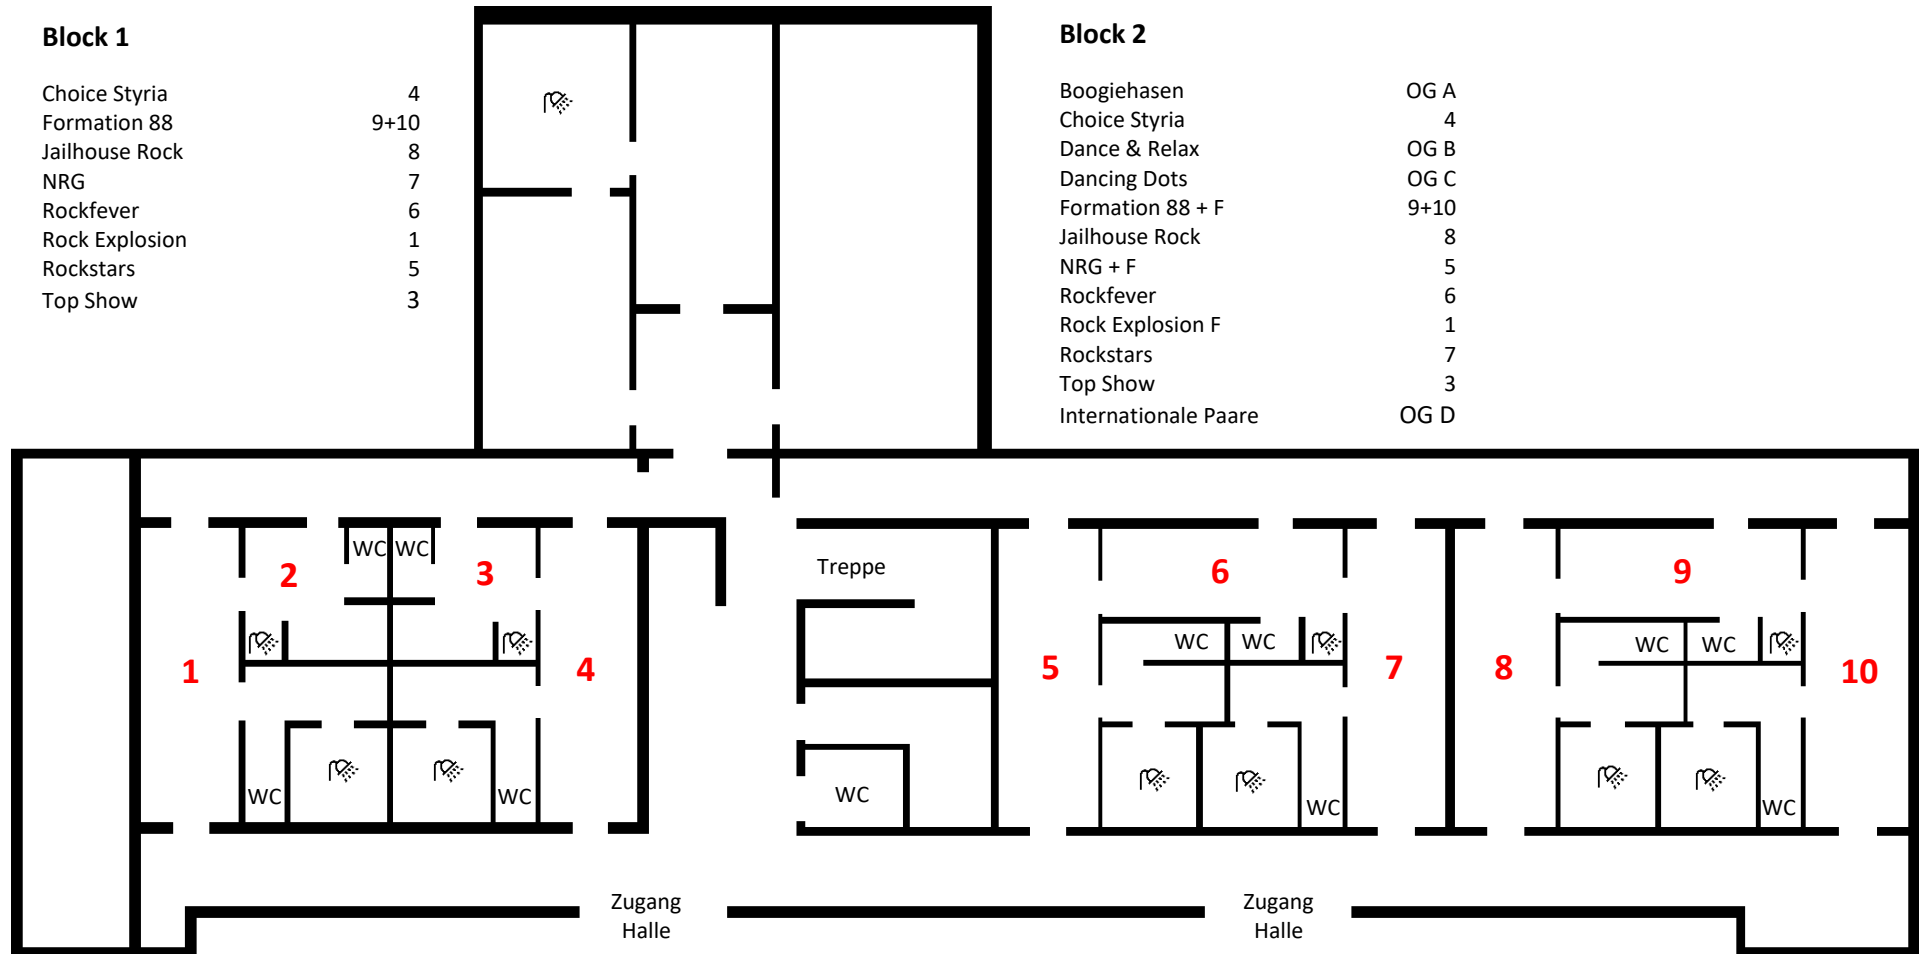 Block 1
Choice Styria 4
Formation 88 9+10
Jailhouse Rock 8
NRG 7
Rockfever 6
Rock Explosion 1
Rockstars 5
Top Show 3
Block 2
Boogiehasen OG A
Choice Styria 4
Dance & Relax OG B
Dancing Dots OG C
Formation 88 + F 9+10
Jailhouse Rock 8
NRG + F 5
Rockfever 6
Rock Explosion F 1
Rockstars 7
Top Show 3
Internationale Paare OG D
WC WC
2 3
Treppe
6 9
WC WC
WC WC
1 4 5 7 8 10
WC WC
WC
WC
WC
Zugang
Halle
Zugang
Halle